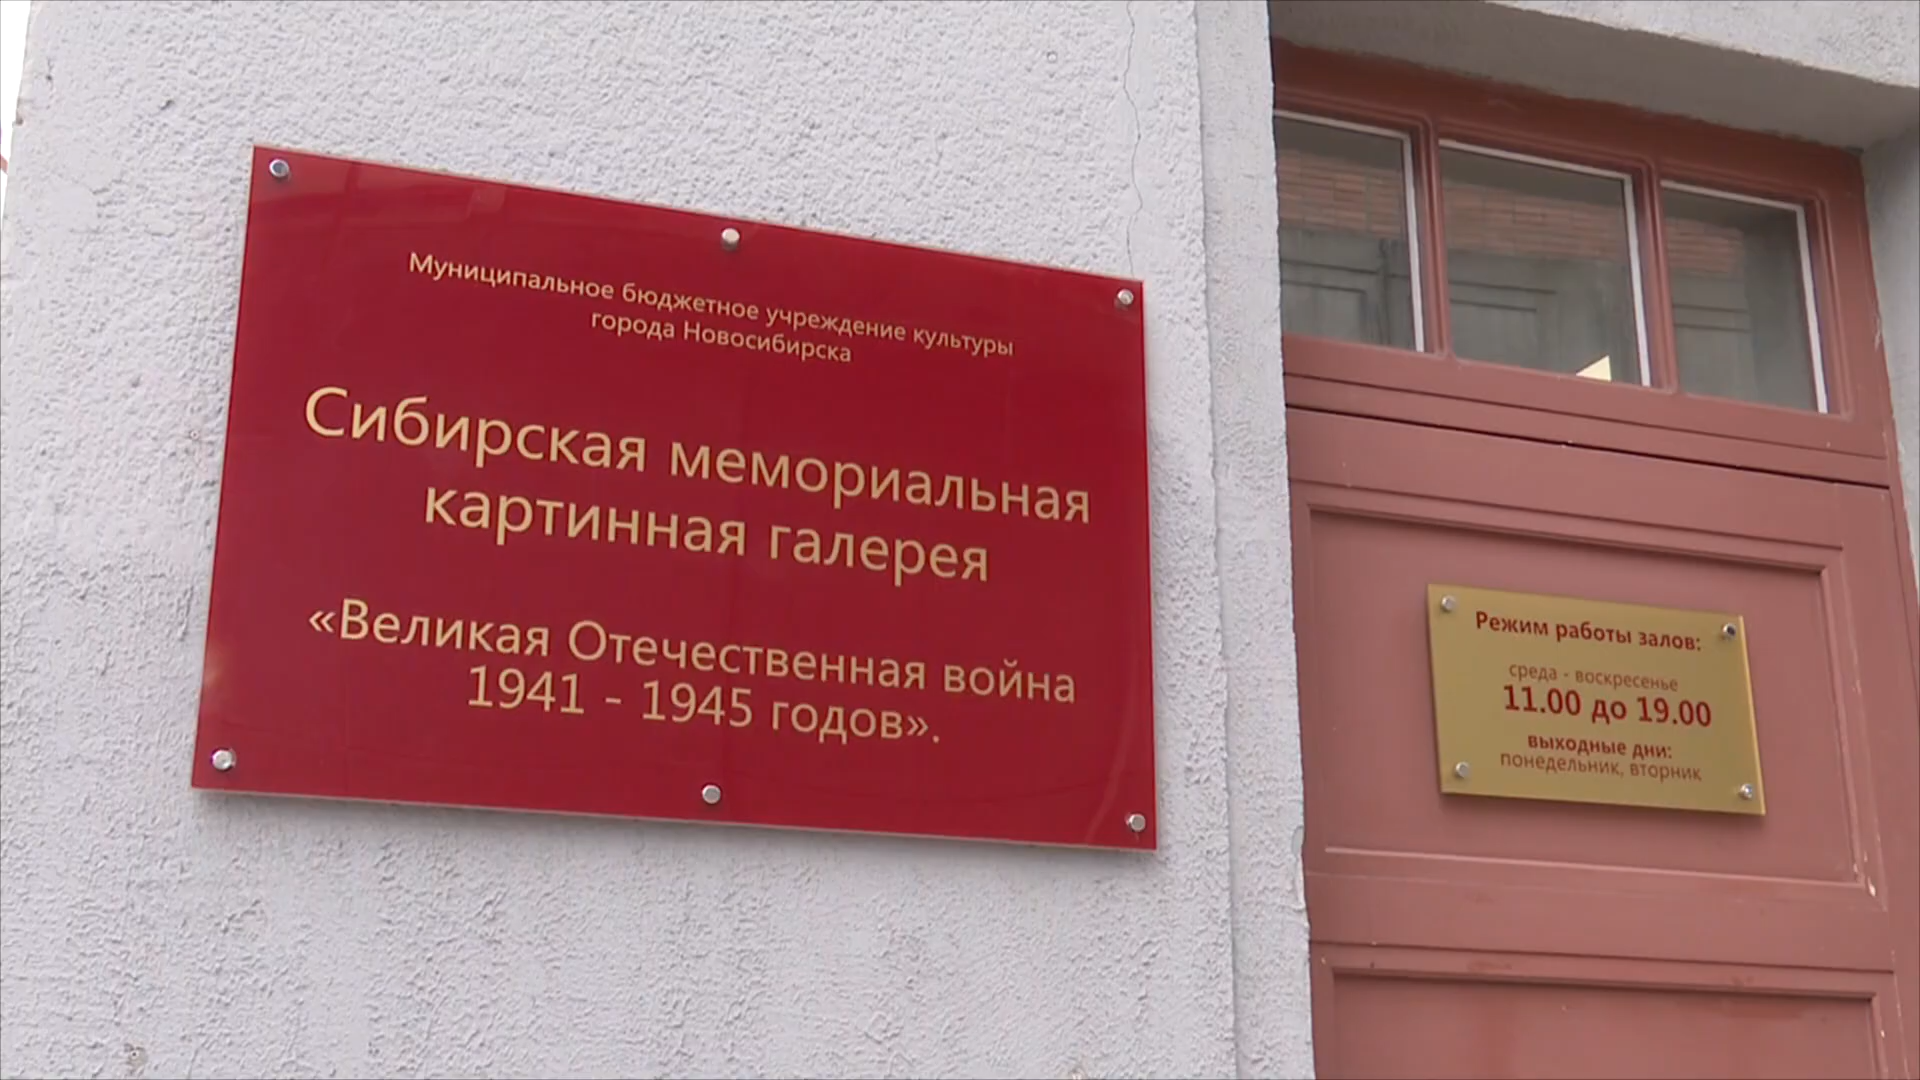 Муниципальное бюджетное учреждение культуры
города Новосибирска
Сибирская мемориальная
картинная галерея
«Великая Отечественная война
1941 - 1945 годов».
Режим работы залов:
среда - воскресенье
11.00 до 19.00
выходные дни:
понедельник, вторник